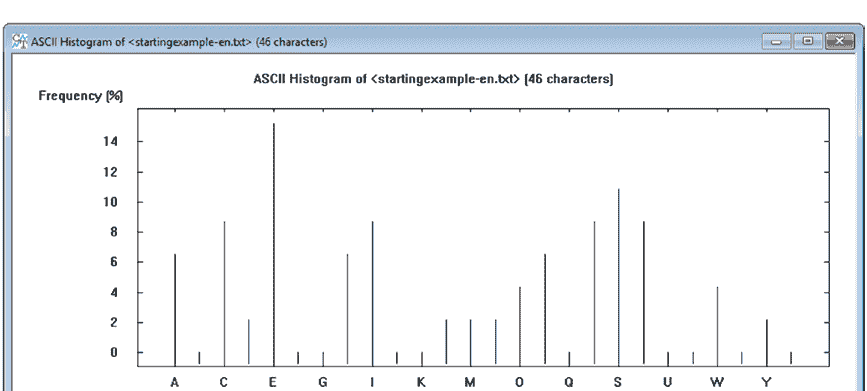 ASCII Histogram of <startingexample-en.txt> (46 characters)
ASCII Histogram of <startingexample-en.txt> (46 characters)
Frequency (%)
14
12
10
8
6
4
2
0
A C E G I K M O Q S U W Y